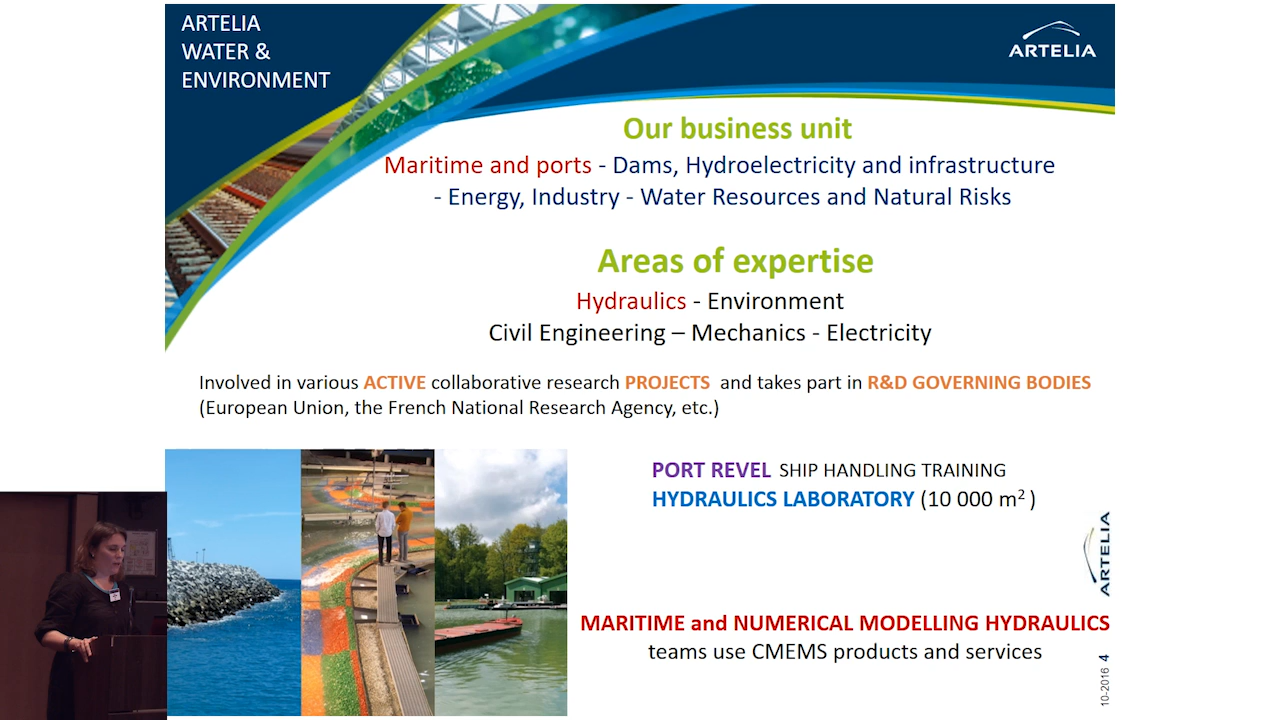 ARTELIA
WATER &
ENVIRONMENT
ARTELIA
Our business unit
Maritime and ports - Dams, Hydroelectricity and infrastructure
- Energy, Industry - Water Resources and Natural Risks
Areas of expertise
Hydraulics - Environment
Civil Engineering – Mechanics - Electricity
Involved in various ACTIVE collaborative research PROJECTS and takes part in R&D GOVERNING BODIES
(European Union, the French National Research Agency, etc.)
PORT REVEL SHIP HANDLING TRAINING
HYDRAULICS LABORATORY (10 000 m²)
ARTELIA
MARITIME and NUMERICAL MODELLING HYDRAULICS
teams use CMEMS products and services
10-2016 4